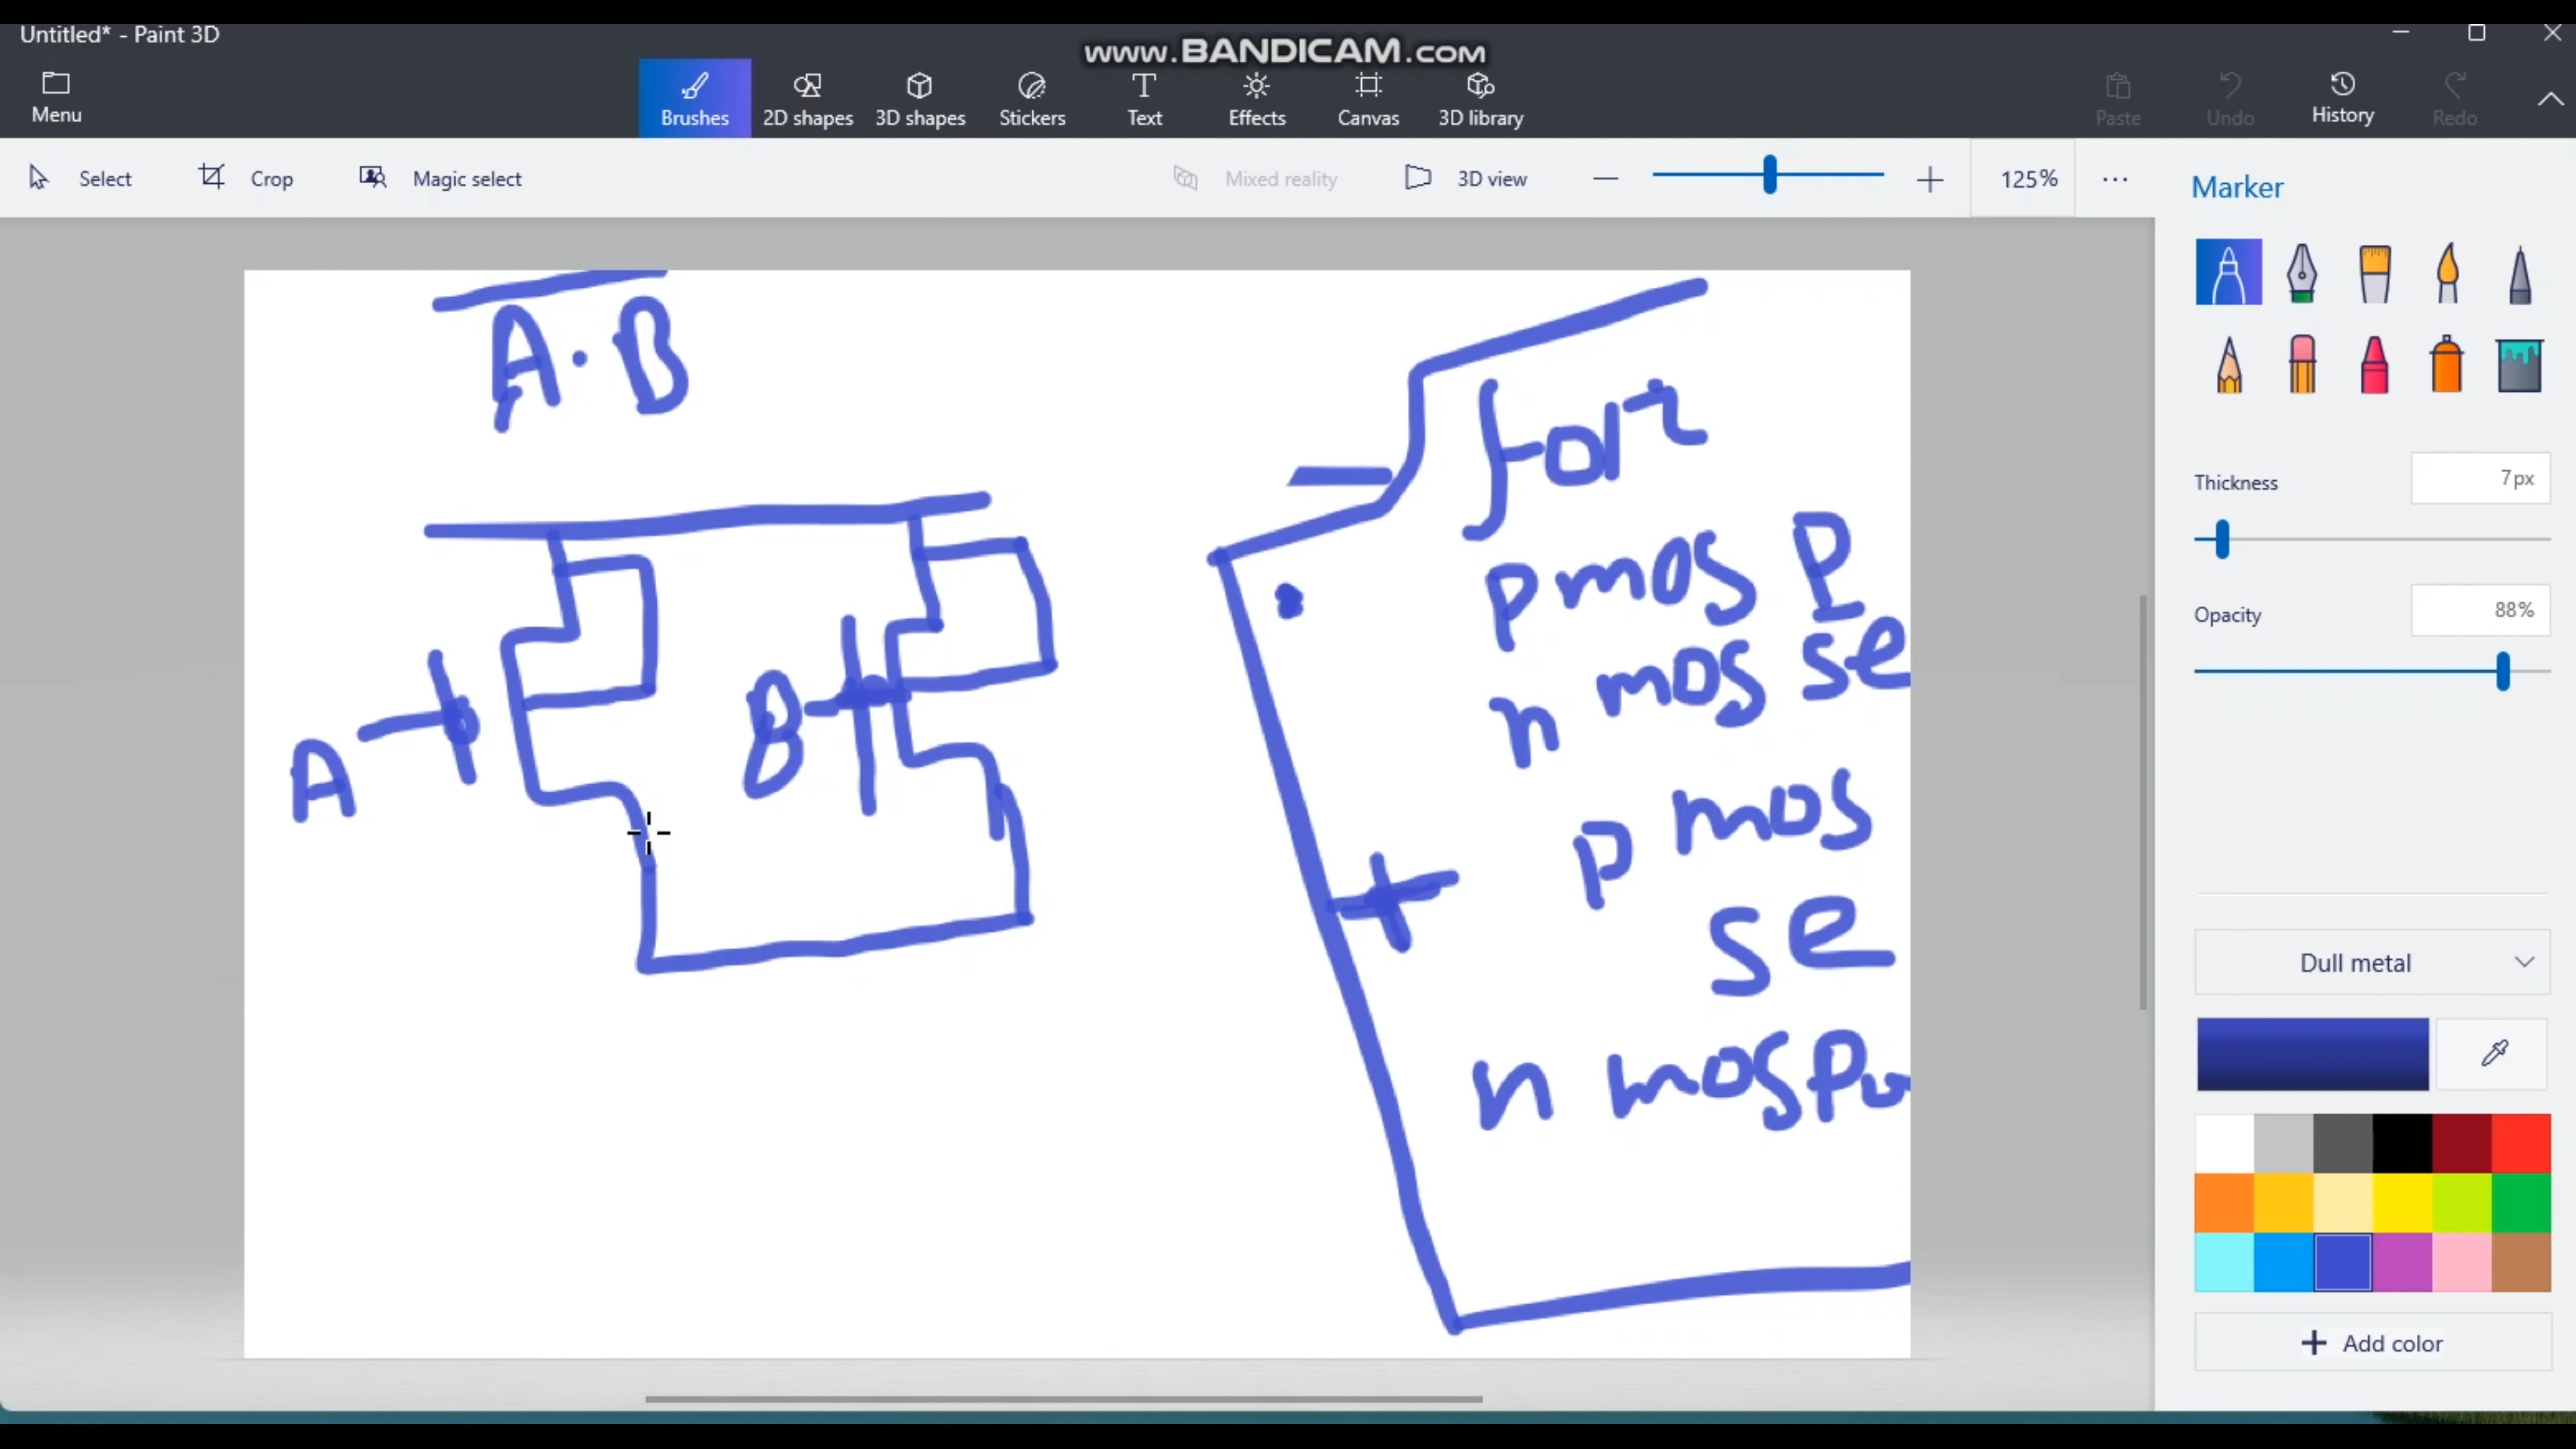 Untitled* - Paint 3D
www.BANDICAM.com
Menu
Brushes
2D shapes
3D shapes
Stickers
Text
Effects
Canvas
3D library
Paste
Undo
History
Redo
Select
Crop
Magic select
Mixed reality
3D view
125%
Marker
Thickness
7px
Opacity
88%
Dull metal
Add color
A·B
A
B
for
pmos P
n mos se
p mos
se
n mos Pa